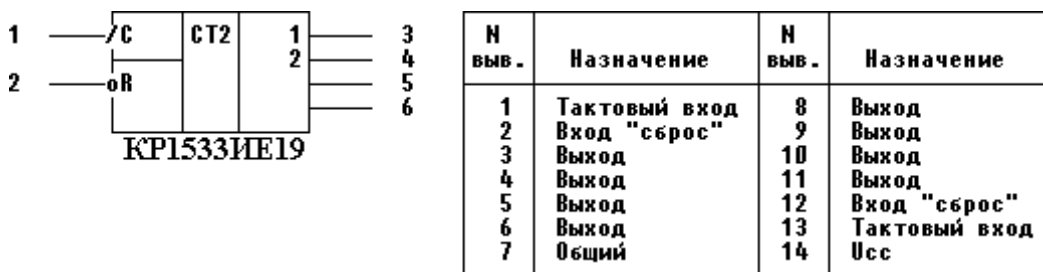 1 /C CT2 1 3
2 4
2 oR 5
6
КР1533ИЕ19
N выв. Назначение N выв. Назначение
1 Тактовый вход 8 Выход
2 Вход "сброс" 9 Выход
3 Выход 10 Выход
4 Выход 11 Выход
5 Выход 12 Вход "сброс"
6 Выход 13 Тактовый вход
7 Общий 14 Ucc